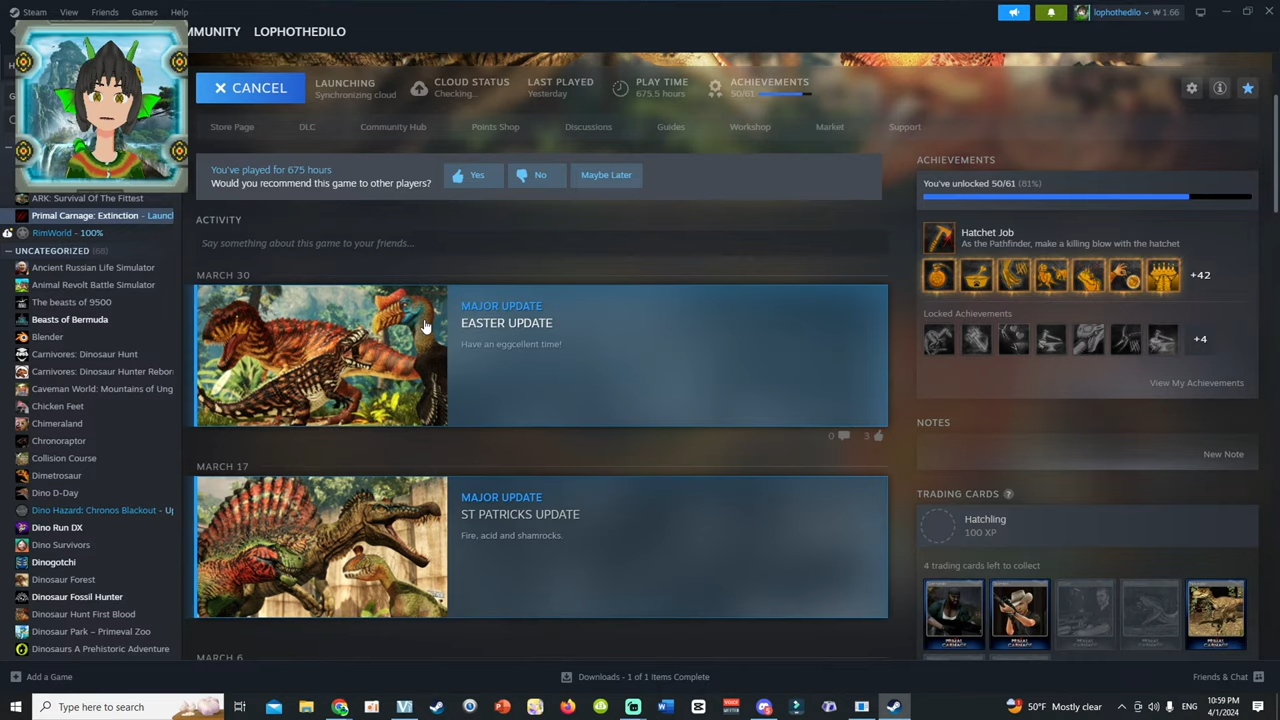 Steam View Friends Games Help
lophothedilo ₩ 1.66
MUNITY LOPHOTHEDILO
CANCEL
LAUNCHING
Synchronizing cloud
CLOUD STATUS
Checking...
LAST PLAYED
Yesterday
PLAY TIME
675.5 hours
ACHIEVEMENTS
50/61
Store Page DLC Community Hub Points Shop Discussions Guides Workshop Market Support
You've played for 675 hours
Would you recommend this game to other players?
Yes No Maybe Later
ACTIVITY
Say something about this game to your friends...
MARCH 30
MAJOR UPDATE
EASTER UPDATE
Have an eggcellent time!
0 3
MARCH 17
MAJOR UPDATE
ST PATRICKS UPDATE
Fire, acid and shamrocks.
MARCH 6
ACHIEVEMENTS
You've unlocked 50/61 (81%)
Hatchet Job
As the Pathfinder, make a killing blow with the hatchet
+42
Locked Achievements
+4
View My Achievements
NOTES
New Note
TRADING CARDS ?
Hatchling
100 XP
4 trading cards left to collect
ARK: Survival Of The Fittest
Primal Carnage: Extinction - Launcl
RimWorld - 100%
UNCATEGORIZED (68)
Ancient Russian Life Simulator
Animal Revolt Battle Simulator
The beasts of 9500
Beasts of Bermuda
Blender
Carnivores: Dinosaur Hunt
Carnivores: Dinosaur Hunter Rebor
Caveman World: Mountains of Ung
Chicken Feet
Chimeraland
Chronoraptor
Collision Course
Dimetrosaur
Dino D-Day
Dino Hazard: Chronos Blackout - Up
Dino Run DX
Dino Survivors
Dinogotchi
Dinosaur Forest
Dinosaur Fossil Hunter
Dinosaur Hunt First Blood
Dinosaur Park – Primeval Zoo
Dinosaurs A Prehistoric Adventure
Add a Game
Downloads - 1 of 1 Items Complete
Friends & Chat
Type here to search
50°F Mostly clear
10:59 PM
4/1/2024